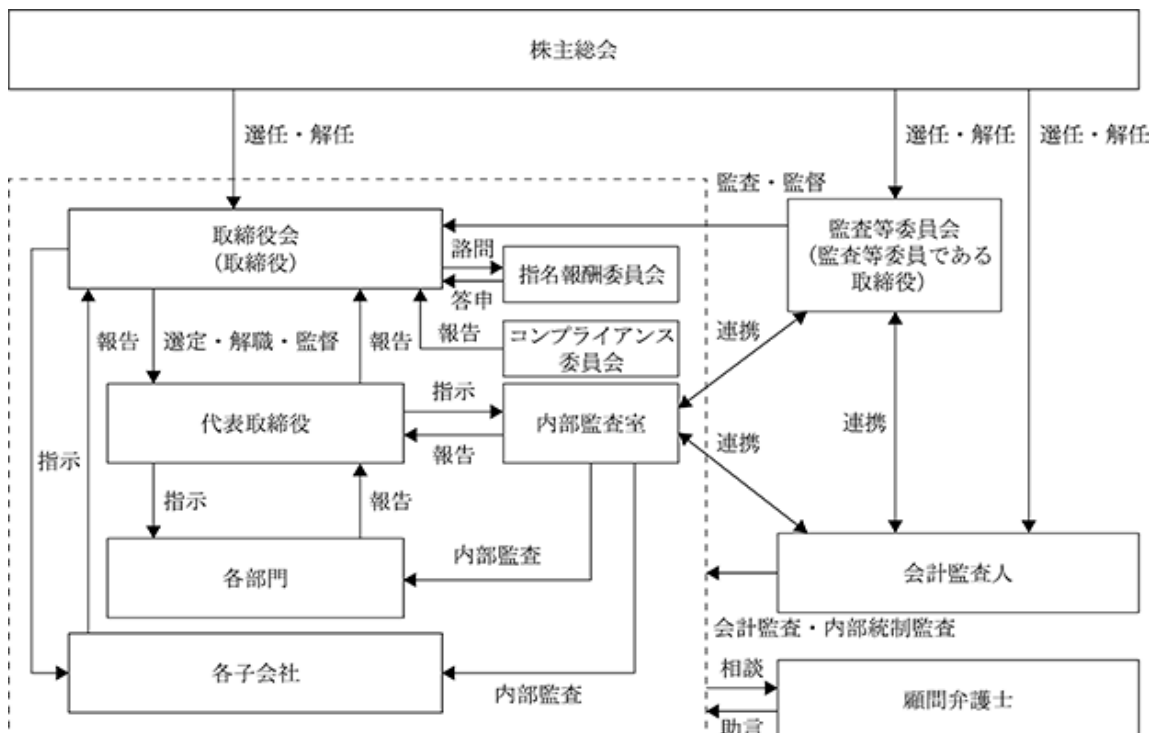 株主総会
選任・解任
選任・解任
選任・解任
監査・監督
取締役会
(取締役)
監査等委員会
(監査等委員である
取締役)
諮問
答申
指名報酬委員会
報告
コンプライアンス
委員会
報告
選定・解職・監督
報告
連携
代表取締役
指示
報告
内部監査室
連携
連携
指示
指示
報告
各部門
内部監査
会計監査人
会計監査・内部統制監査
各子会社
内部監査
相談
助言
顧問弁護士